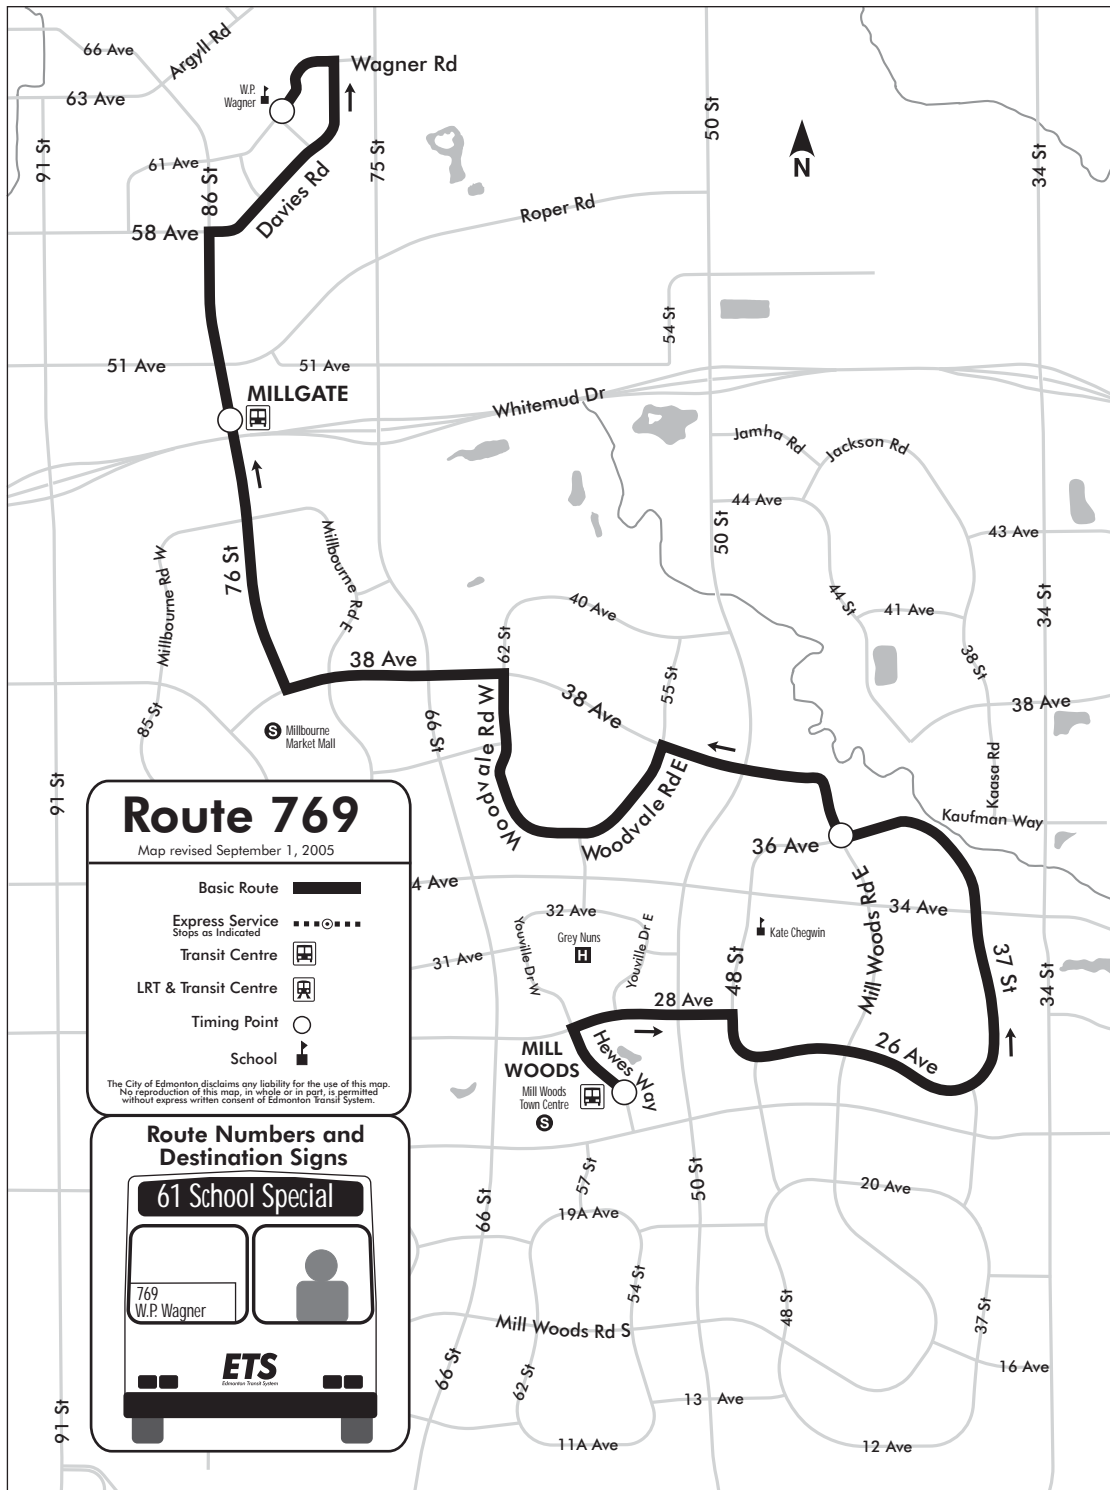 66 Ave
Argyll Rd
Wagner Rd
W.P.
Wagner
63 Ave
50 St
91 St
61 Ave
86 St
75 St
34 St
N
Davies Rd
58 Ave
Roper Rd
54 St
51 Ave
51 Ave
MILLGATE
Whitemud Dr
Jamha Rd
Jackson Rd
44 Ave
50 St
43 Ave
Millbourne Rd W
76 St
Millbourne Rd E
40 Ave
44 St
41 Ave
34 St
62 St
38 Ave
38 St
55 St
38 Ave
38 Ave
85 St
Millbourne
Market Mall
66 St
Woodvale Rd W
Woodvale Rd E
Kaasa Rd
Kaufman Way
91 St
36 Ave
Route 769
Map revised September 1, 2005
Basic Route
Express Service
Stops as Indicated
Transit Centre
LRT & Transit Centre
Timing Point
School
The City of Edmonton disclaims any liability for the use of this map.
No reproduction of this map, in whole or in part, is permitted
without express written consent of Edmonton Transit System.
4 Ave
34 Ave
32 Ave
Youville Dr W
Grey Nuns
H
Youville Dr E
Kate Chegwin
Mill Woods Rd E
31 Ave
48 St
37 St
34 St
28 Ave
26 Ave
MILL
WOODS
Hewes Way
Mill Woods
Town Centre
S
S
Route Numbers and
Destination Signs
61 School Special
769
W.P. Wagner
ETS
Edmonton Transit System
57 St
50 St
66 St
19A Ave
20 Ave
54 St
48 St
37 St
Mill Woods Rd S
66 St
62 St
16 Ave
13 Ave
91 St
11A Ave
12 Ave